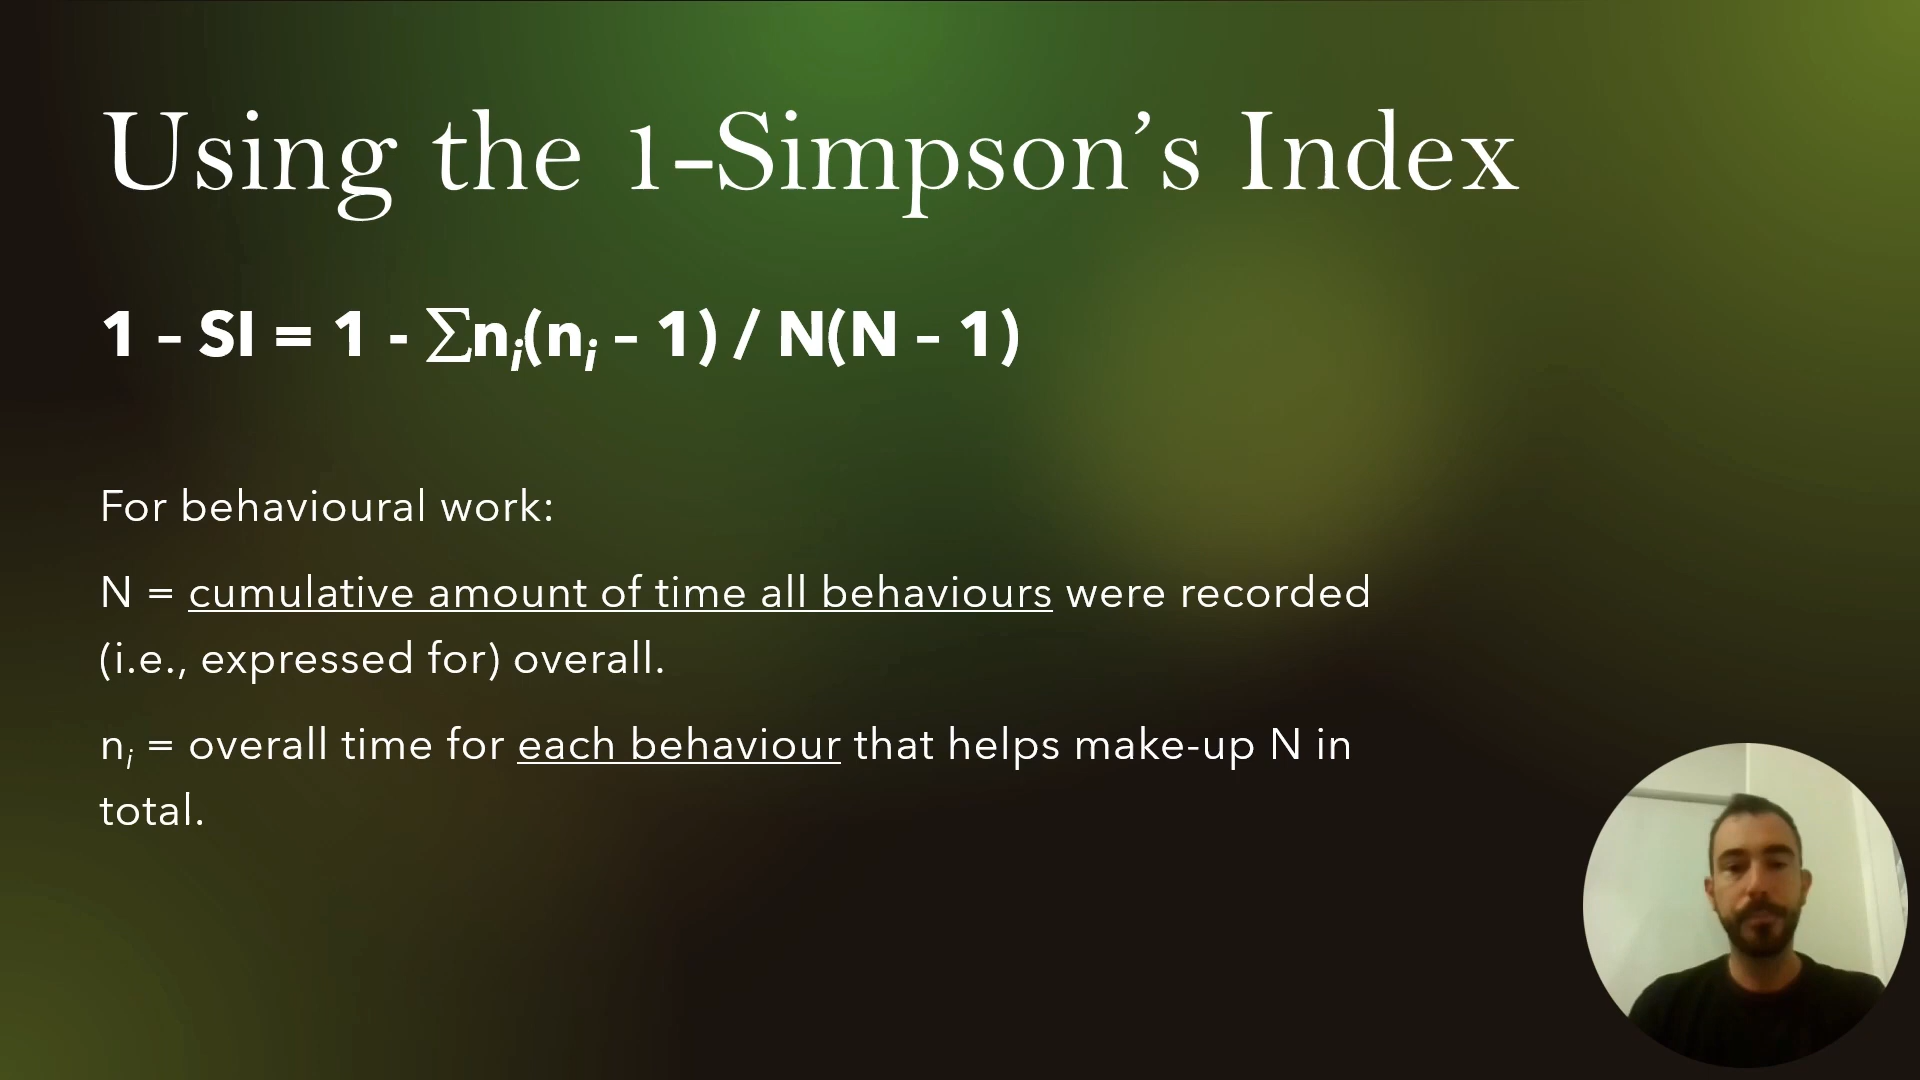 Using the 1–Simpson’s Index
1 – SI = 1 - ∑nᵢ(nᵢ – 1) / N(N – 1)
For behavioural work:
N = cumulative amount of time all behaviours were recorded
(i.e., expressed for) overall.
nᵢ = overall time for each behaviour that helps make-up N in
total.